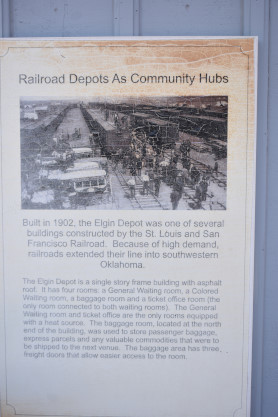 Railroad Depots As Community Hubs
Built in 1902, the Elgin Depot was one of several
buildings constructed by the St. Louis and San
Francisco Railroad. Because of high demand,
railroads extended their line into southwestern
Oklahoma.
The Elgin Depot is a single story frame building with asphalt
roof. It has four rooms: a General Waiting room, a Colored
Waiting room, a baggage room and a ticket office room (the
only room connected to both waiting rooms). The General
Waiting room and ticket office are the only rooms equipped
with a heat source. The baggage room, located at the north
end of the building, was used to store passenger baggage,
express parcels and any valuable commodities that were to
be shipped to the next venue. The baggage area has three
freight doors that allow easier access to the room.